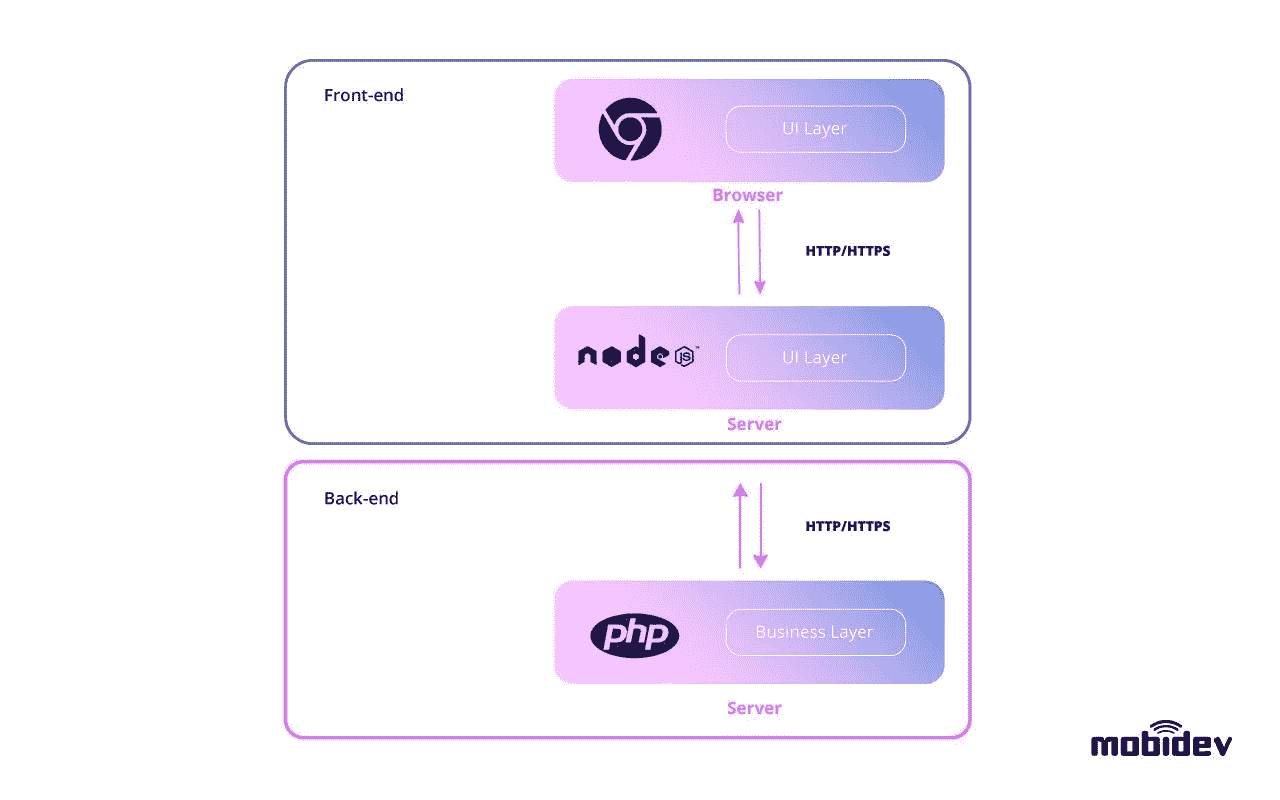 Front-end
UI Layer
Browser
HTTP/HTTPS
node JS™
UI Layer
Server
Back-end
HTTP/HTTPS
php
Business Layer
Server
mobidev